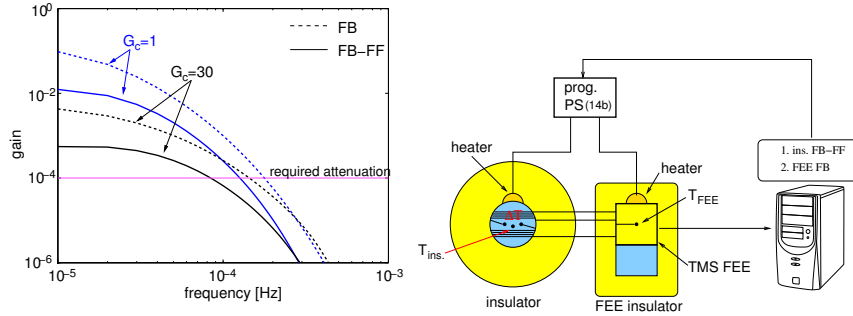 10^0
10^-2
10^-4
10^-6
10^-5
10^-4
10^-3
gain
frequency [Hz]
G_c=1
G_c=30
FB
FB-FF
required attenuation
prog.
PS(14b)
heater
heater
ΔT
T_ins.
T_FEE
TMS FEE
insulator
FEE insulator
1. ins. FB-FF
2. FEE FB